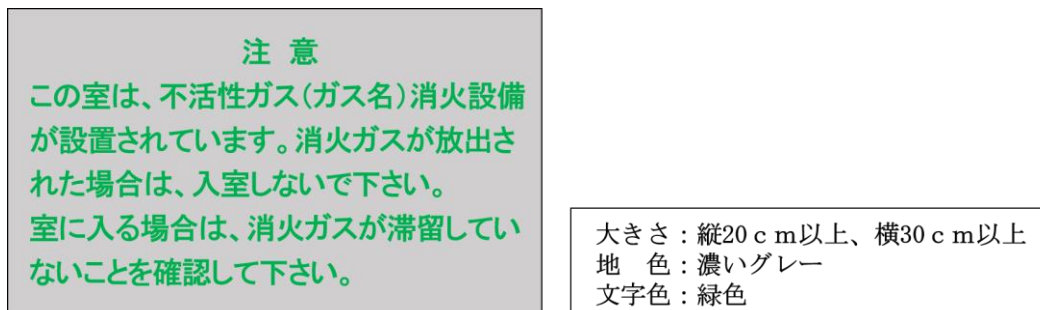 注 意
この室は、不活性ガス(ガス名)消火設備
が設置されています。消火ガスが放出さ
れた場合は、入室しないで下さい。
室に入る場合は、消火ガスが滞留してい
ないことを確認して下さい。
大きさ：縦20ｃｍ以上、横30ｃｍ以上
地　色：濃いグレー
文字色：緑色